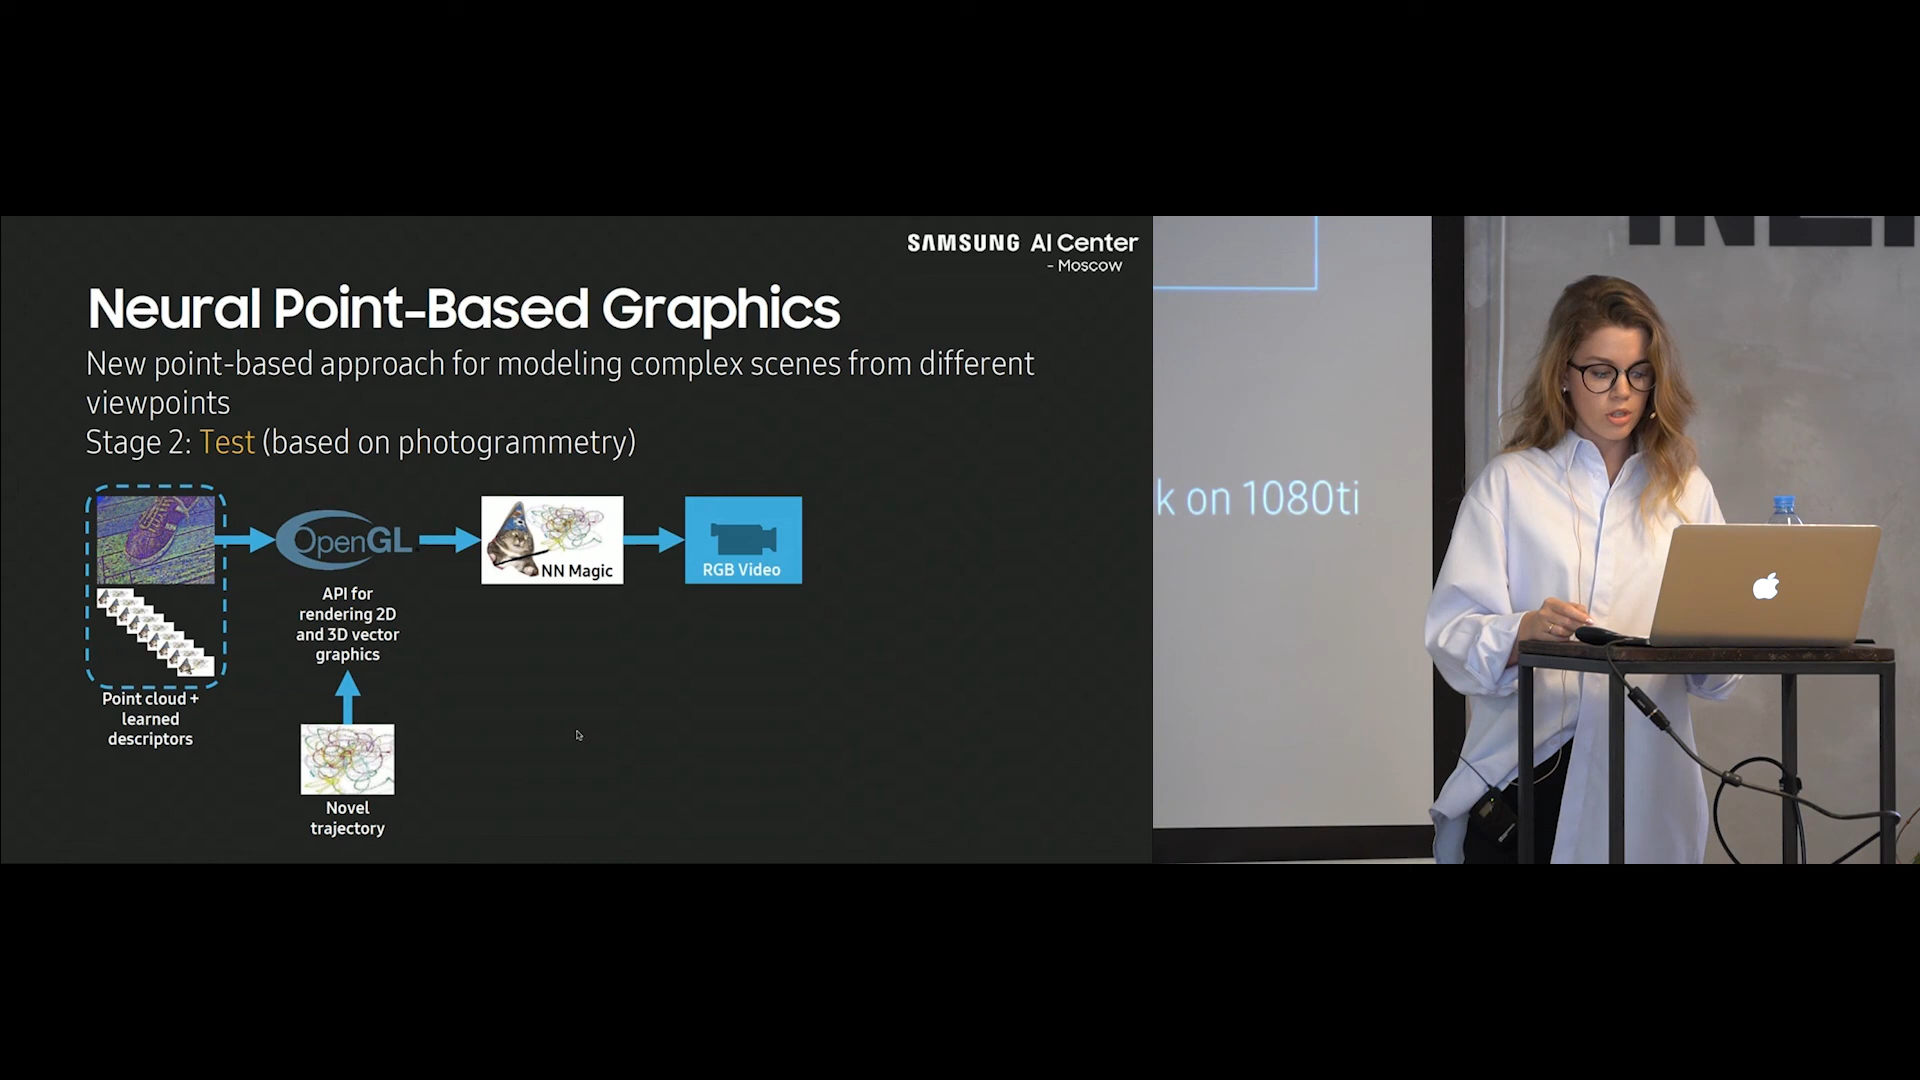 SAMSUNG AI Center
- Moscow
Neural Point-Based Graphics
New point-based approach for modeling complex scenes from different
viewpoints
Stage 2: Test (based on photogrammetry)
OpenGL
NN Magic
RGB Video
API for
rendering 2D
and 3D vector
graphics
Point cloud +
learned
descriptors
Novel
trajectory
k on 1080ti